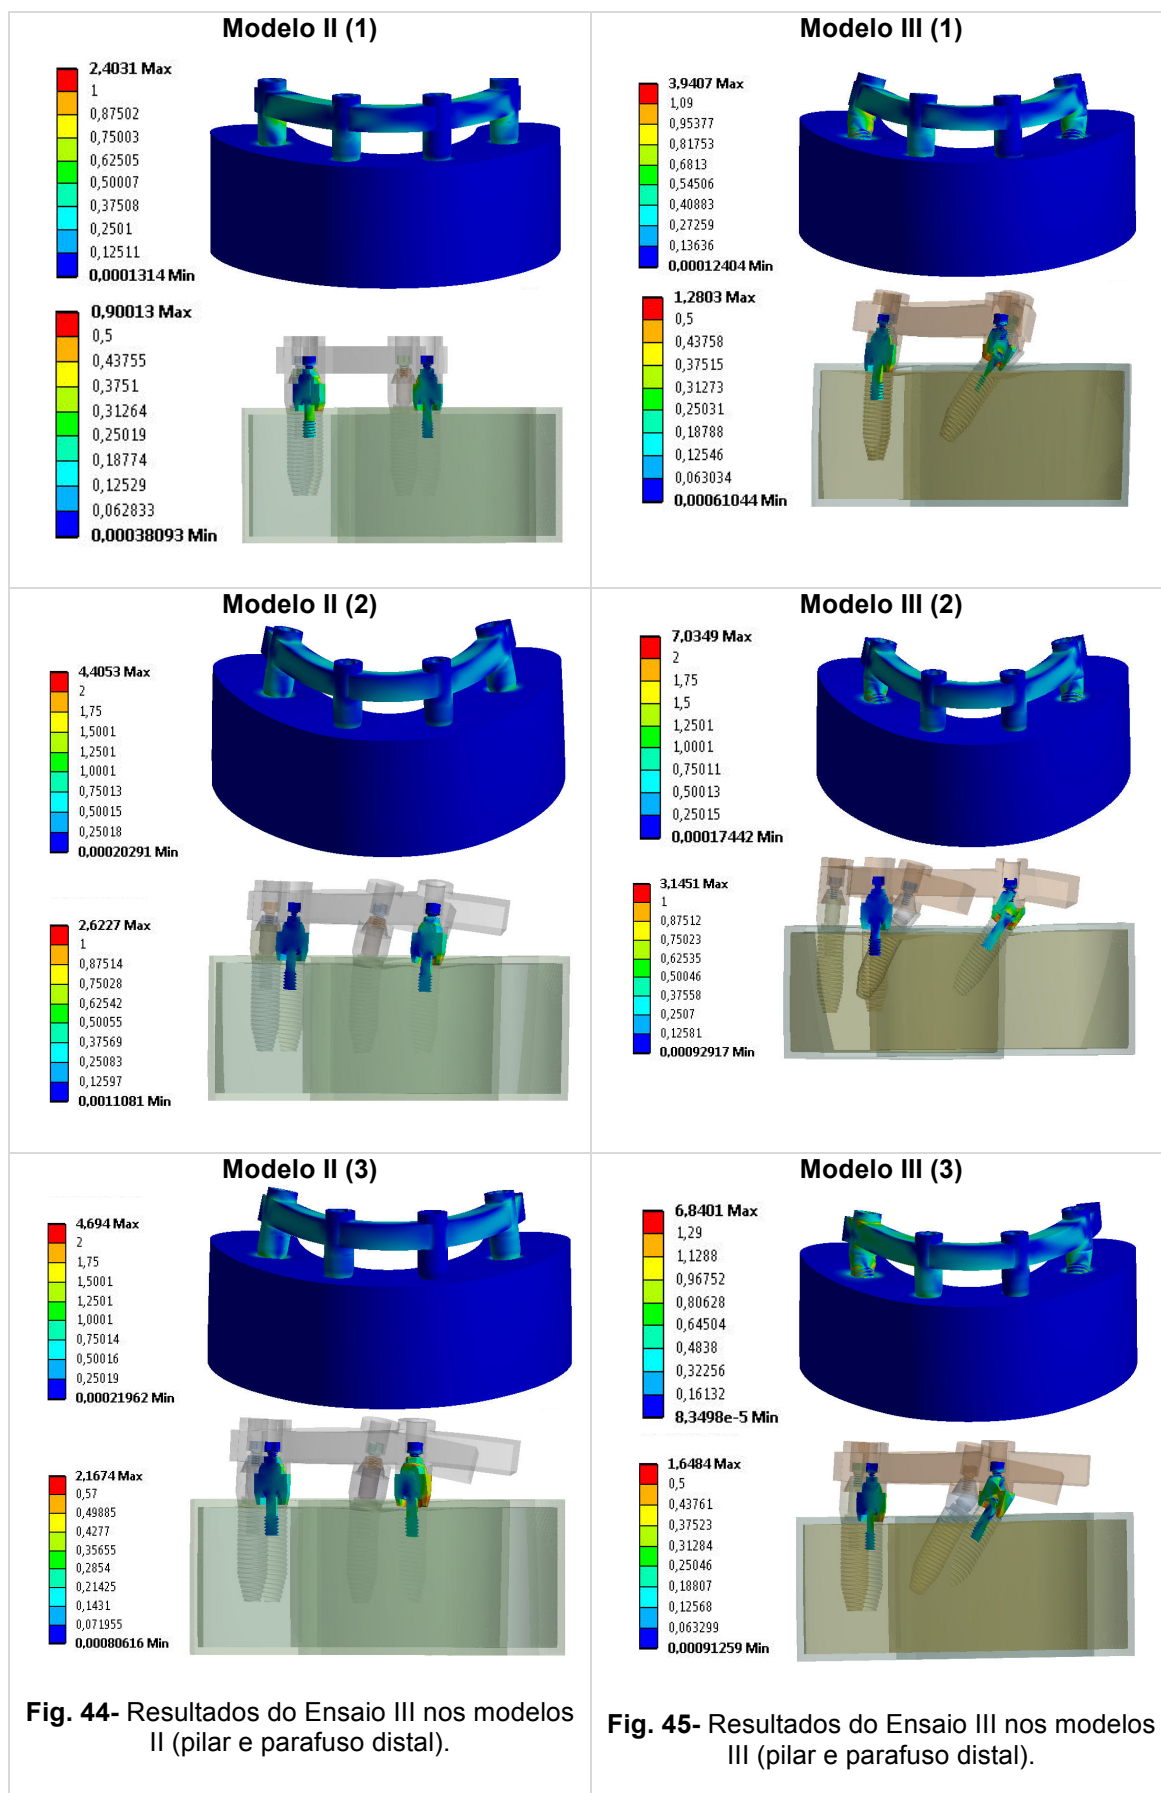 Modelo II (1)
2,4031 Max
1
0,87502
0,75003
0,62505
0,50007
0,37508
0,2501
0,12511
0,0001314 Min
0,90013 Max
0,5
0,43755
0,3751
0,31264
0,25019
0,18774
0,12529
0,062833
0,00038093 Min
Modelo III (1)
3,9407 Max
1,09
0,95377
0,81753
0,6813
0,54506
0,40883
0,27259
0,13636
0,00012404 Min
1,2803 Max
0,5
0,43758
0,37515
0,31273
0,25031
0,18788
0,12546
0,063034
0,00061044 Min
Modelo II (2)
4,4053 Max
2
1,75
1,5001
1,2501
1,0001
0,75013
0,50015
0,25018
0,00020291 Min
2,6227 Max
1
0,87514
0,75028
0,62542
0,50055
0,37569
0,25083
0,12597
0,0011081 Min
Modelo III (2)
7,0349 Max
2
1,75
1,5
1,2501
1,0001
0,75011
0,50013
0,25015
0,00017442 Min
3,1451 Max
1
0,87512
0,75023
0,62535
0,50046
0,37558
0,2507
0,12581
0,00092917 Min
Modelo II (3)
4,694 Max
2
1,75
1,5001
1,2501
1,0001
0,75014
0,50016
0,25019
0,00021962 Min
2,1674 Max
0,57
0,49885
0,4277
0,35655
0,2854
0,21425
0,1431
0,071955
0,00080616 Min
Fig. 44- Resultados do Ensaio III nos modelos
II (pilar e parafuso distal).
Modelo III (3)
6,8401 Max
1,29
1,1288
0,96752
0,80628
0,64504
0,4838
0,32256
0,16132
8,3498e-5 Min
1,6484 Max
0,5
0,43761
0,37523
0,31284
0,25046
0,18807
0,12568
0,063299
0,00091259 Min
Fig. 45- Resultados do Ensaio III nos modelos
III (pilar e parafuso distal).